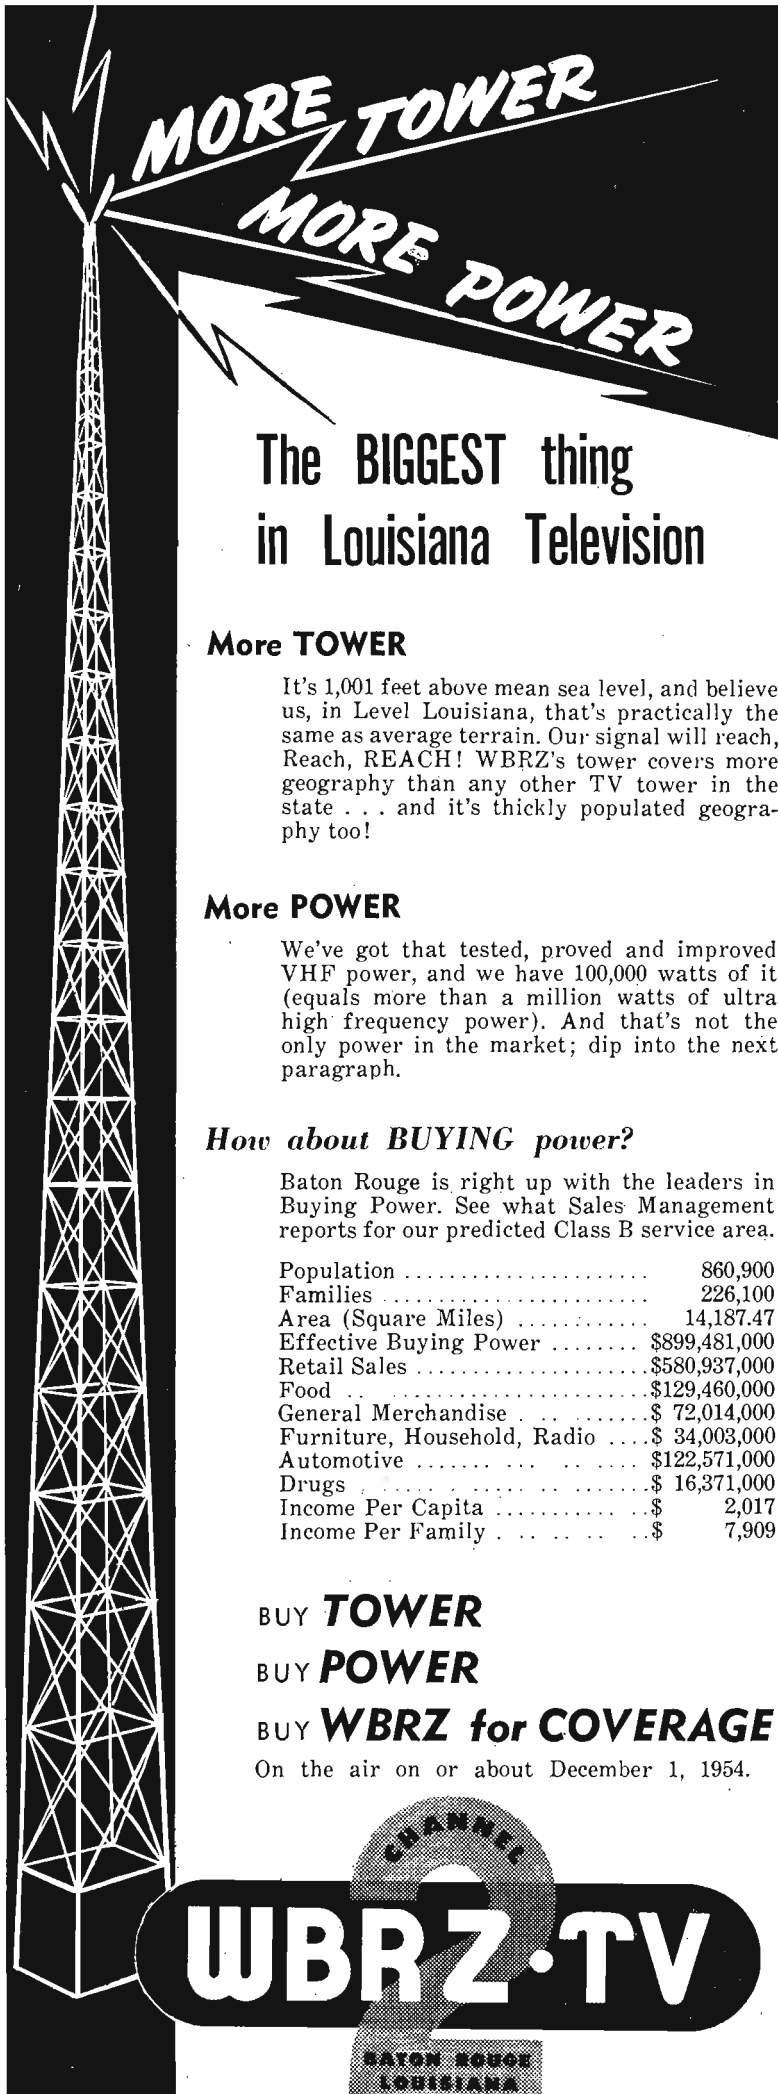 MORE TOWER
MORE POWER
The BIGGEST thing
in Louisiana Television
More TOWER
It's 1,001 feet above mean sea level, and believe
us, in Level Louisiana, that's practically the
same as average terrain. Our signal will reach,
Reach, REACH! WBRZ's tower covers more
geography than any other TV tower in the
state . . . and it's thickly populated geogra-
phy too!
More POWER
We've got that tested, proved and improved
VHF power, and we have 100,000 watts of it
(equals more than a million watts of ultra
high frequency power). And that's not the
only power in the market; dip into the next
paragraph.
How about BUYING power?
Baton Rouge is right up with the leaders in
Buying Power. See what Sales Management
reports for our predicted Class B service area.
Population ....................... 860,900
Families ......................... 226,100
Area (Square Miles) ............ 14,187.47
Effective Buying Power ........ $899,481,000
Retail Sales ...................... $580,937,000
Food .. ........................ $129,460,000
General Merchandise . ... ....... $ 72,014,000
Furniture, Household, Radio .... $ 34,003,000
Automotive ....... ... .. .... $122,571,000
Drugs . ..... .. ... .......... $ 16,371,000
Income Per Capita ........... .. $ 2,017
Income Per Family . .. .. .. .. $ 7,909
BUY TOWER
BUY POWER
BUY WBRZ for COVERAGE
On the air on or about December 1, 1954.
CHANNEL
2
WBRZ·TV
BATON ROUGE
LOUISIANA